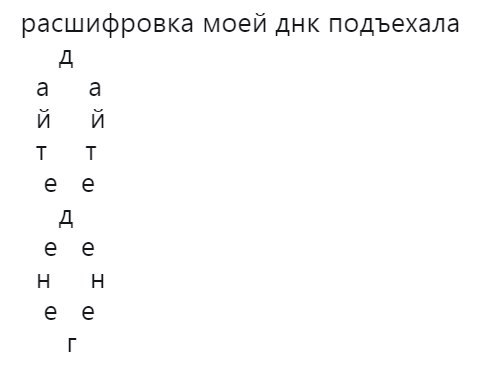 расшифровка моей днк подъехала
д
а а
й й
т т
е е
д
е е
н н
е е
г